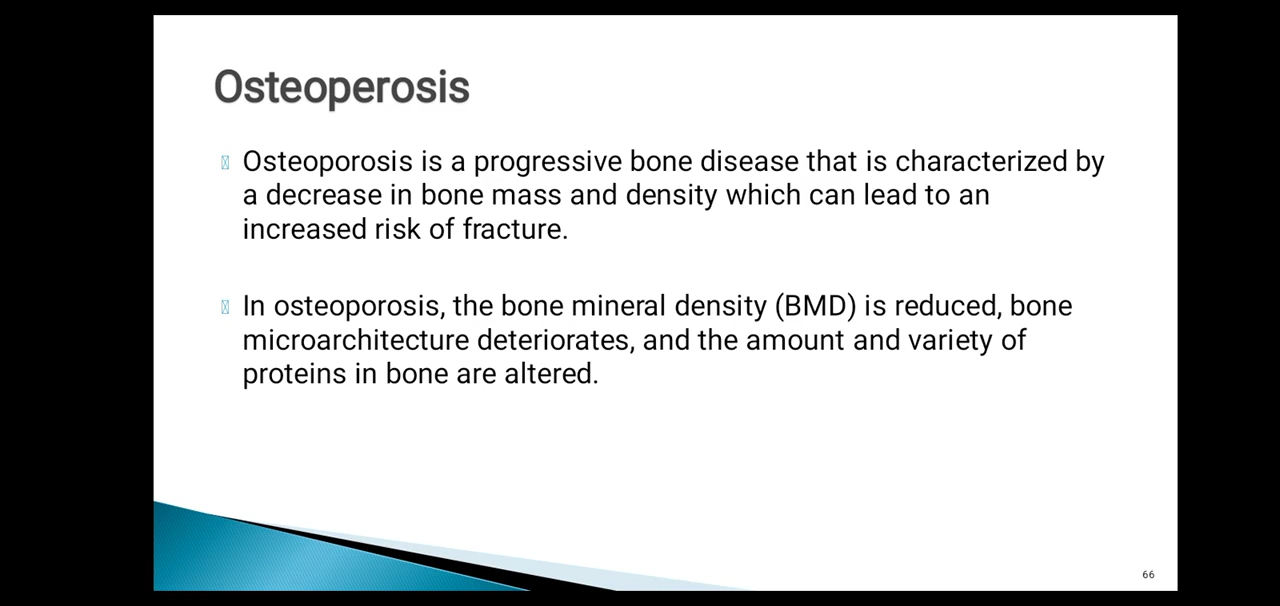 Osteoperosis
Osteoporosis is a progressive bone disease that is characterized by
a decrease in bone mass and density which can lead to an
increased risk of fracture.
In osteoporosis, the bone mineral density (BMD) is reduced, bone
microarchitecture deteriorates, and the amount and variety of
proteins in bone are altered.
66